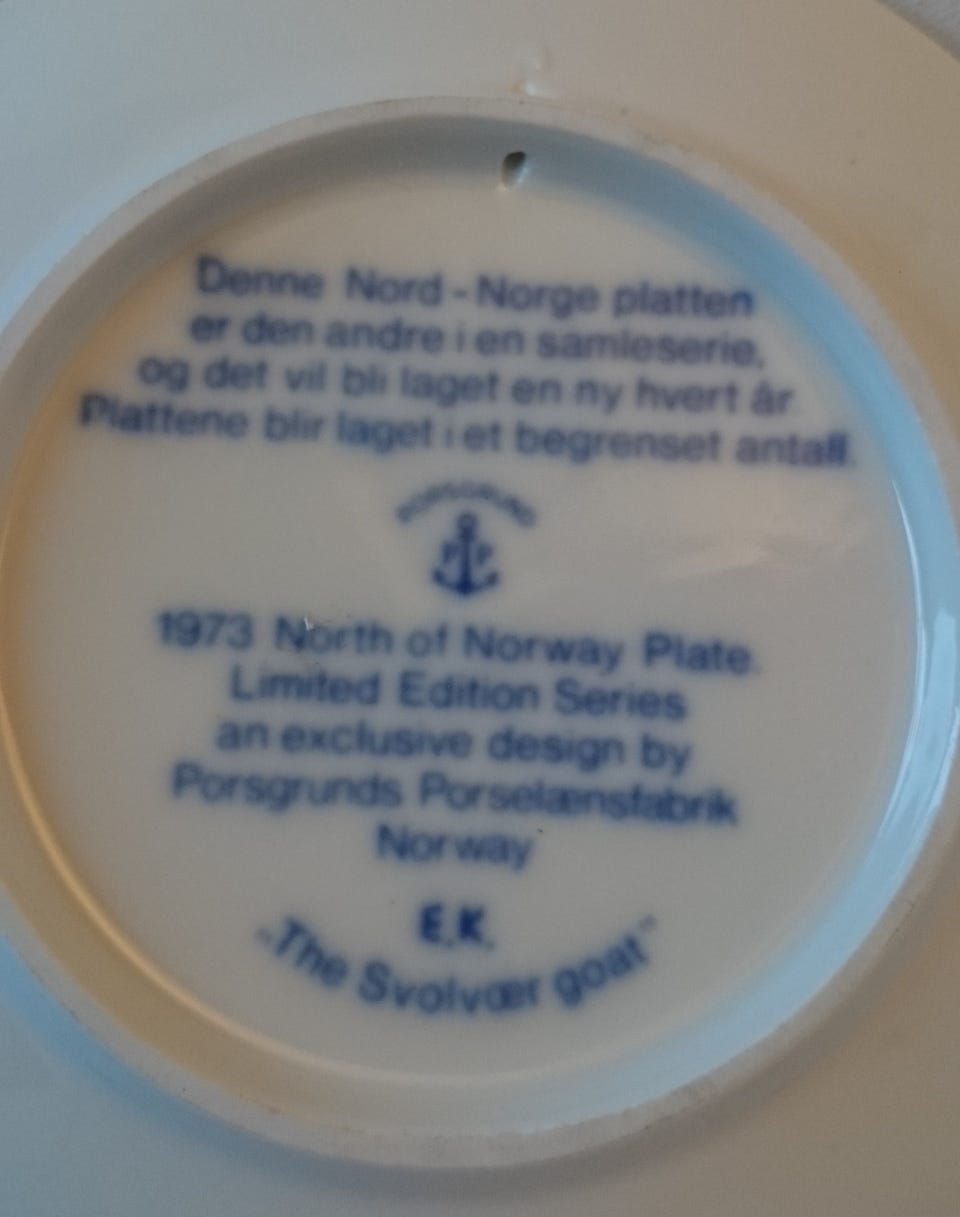 Denne Nord-Norge platten
er den andre i en samleserie,
og det vil bli laget en ny hvert år.
Plattene blir laget i et begrenset antall.
PORSGRUND
P P
1973 North of Norway Plate.
Limited Edition Series
an exclusive design by
Porsgrunds Porselænsfabrik
Norway
E.K.
„The Svolvær goat”